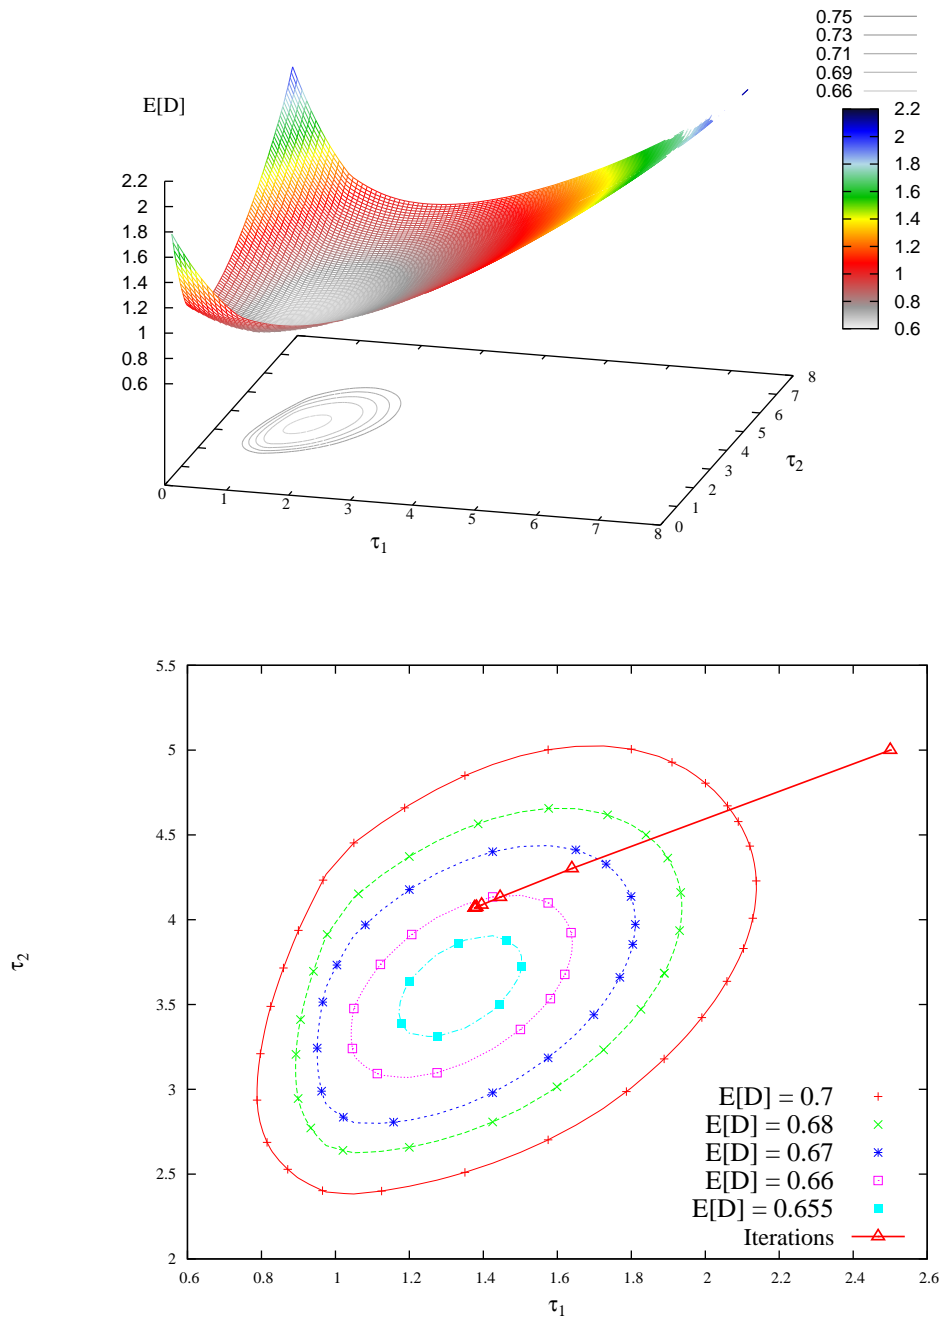 0.75
0.73
0.71
0.69
0.66
E[D]
2.2
2
1.8
1.6
1.4
1.2
1
0.8
0.6
2.2
2
1.8
1.6
1.4
1.2
1
0.8
0.6
0 1 2 3 4 5 6 7 8
τ1
0 1 2 3 4 5 6 7 8
τ2
5.5
5
4.5
4
3.5
3
2.5
2
τ2
E[D] = 0.7
E[D] = 0.68
E[D] = 0.67
E[D] = 0.66
E[D] = 0.655
Iterations
0.6 0.8 1 1.2 1.4 1.6 1.8 2 2.2 2.4 2.6
τ1